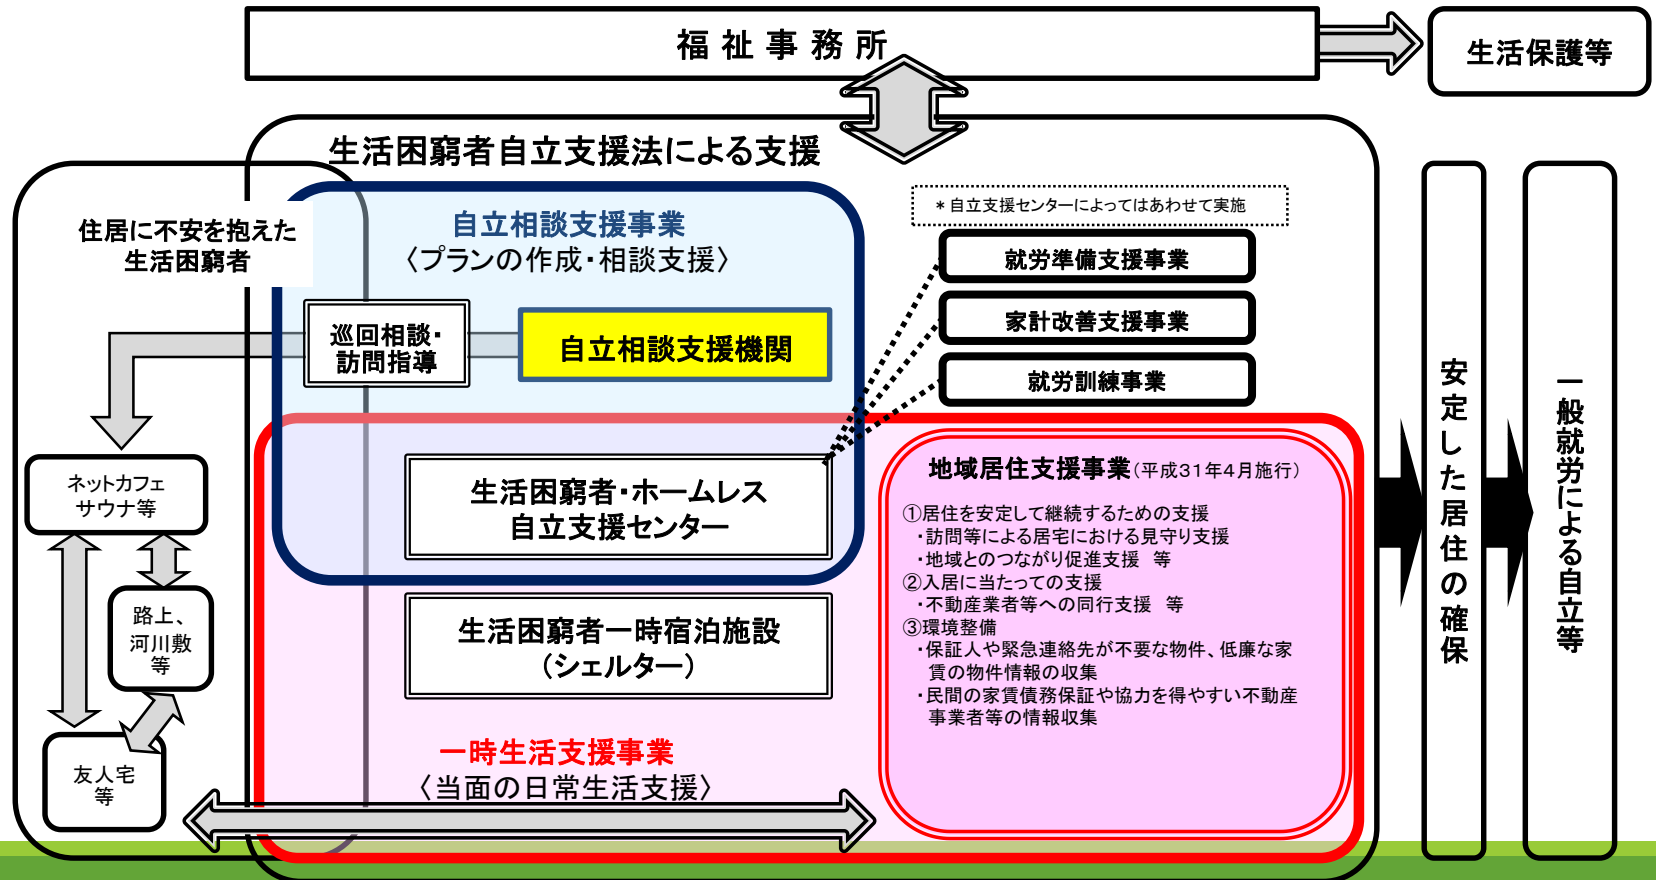 福祉事務所
生活保護等
生活困窮者自立支援法による支援
住居に不安を抱えた
生活困窮者
自立相談支援事業
〈プランの作成・相談支援〉
＊自立支援センターによってはあわせて実施
就労準備支援事業
家計改善支援事業
就労訓練事業
巡回相談・
訪問指導
自立相談支援機関
ネットカフェ
サウナ等
路上、
河川敷
等
友人宅
等
生活困窮者・ホームレス
自立支援センター
生活困窮者一時宿泊施設
（シェルター）
一時生活支援事業
〈当面の日常生活支援〉
地域居住支援事業（平成31年4月施行）
①居住を安定して継続するための支援
・訪問等による居宅における見守り支援
・地域とのつながり促進支援　等
②入居に当たっての支援
・不動産業者等への同行支援　等
③環境整備
・保証人や緊急連絡先が不要な物件、低廉な家
賃の物件情報の収集
・民間の家賃債務保証や協力を得やすい不動産
事業者等の情報収集
安定した居住の確保
一般就労による自立等